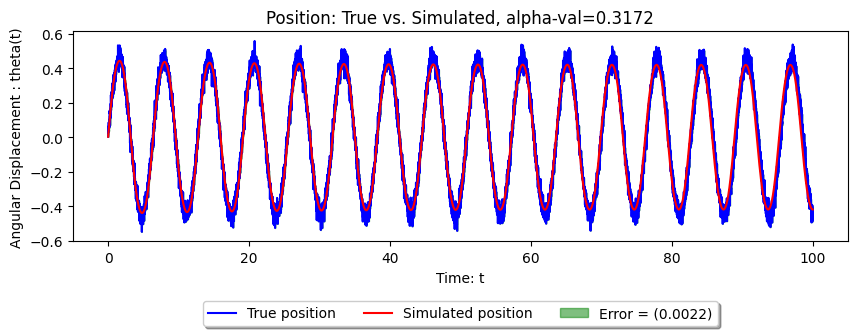 Position: True vs. Simulated, alpha-val=0.3172
Angular Displacement : theta(t)
0.6
0.4
0.2
0.0
−0.2
−0.4
−0.6
0 20 40 60 80 100
Time: t
True position Simulated position Error = (0.0022)